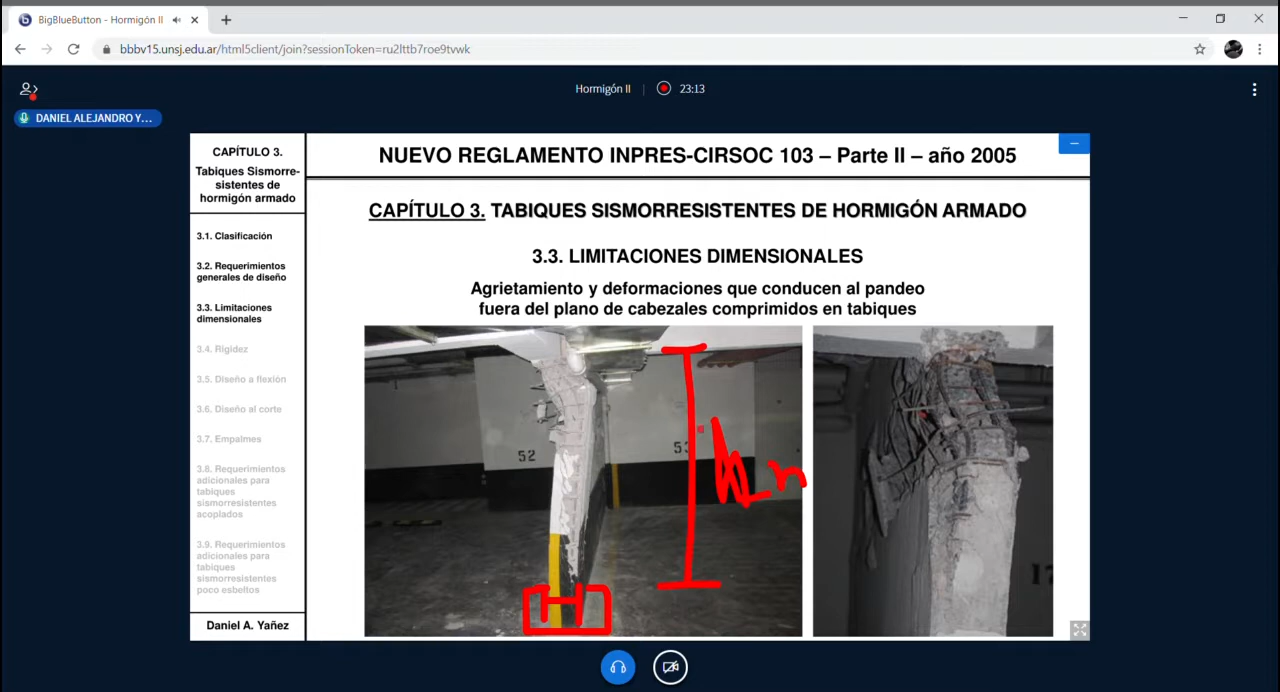 BigBlueButton - Hormigón II
bbbv15.unsj.edu.ar/html5client/join?sessionToken=ru2lttb7roe9tvwk
Hormigón II
23:13
DANIEL ALEJANDRO Y...
CAPÍTULO 3.
Tabiques Sismorre-
sistentes de
hormigón armado
3.1. Clasificación
3.2. Requerimientos
generales de diseño
3.3. Limitaciones
dimensionales
3.4. Rigidez
3.5. Diseño a flexión
3.6. Diseño al corte
3.7. Empalmes
3.8. Requerimientos
adicionales para
tabiques
sismorresistentes
acoplados
3.9. Requerimientos
adicionales para
tabiques
sismorresistentes
poco esbeltos
Daniel A. Yañez
NUEVO REGLAMENTO INPRES-CIRSOC 103 – Parte II – año 2005
CAPÍTULO 3. TABIQUES SISMORRESISTENTES DE HORMIGÓN ARMADO
3.3. LIMITACIONES DIMENSIONALES
Agrietamiento y deformaciones que conducen al pandeo
fuera del plano de cabezales comprimidos en tabiques
52
53
hn
17